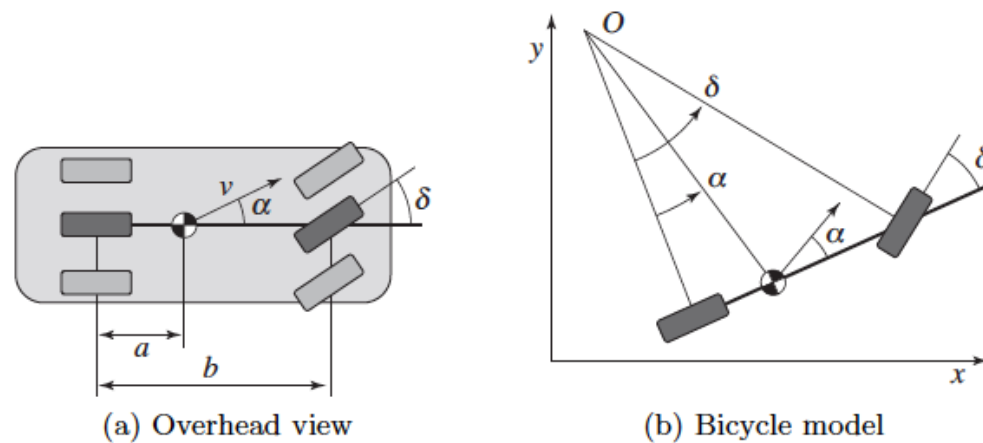 v
α
δ
a
b
(a) Overhead view
y
O
δ
α
α
δ
x
(b) Bicycle model